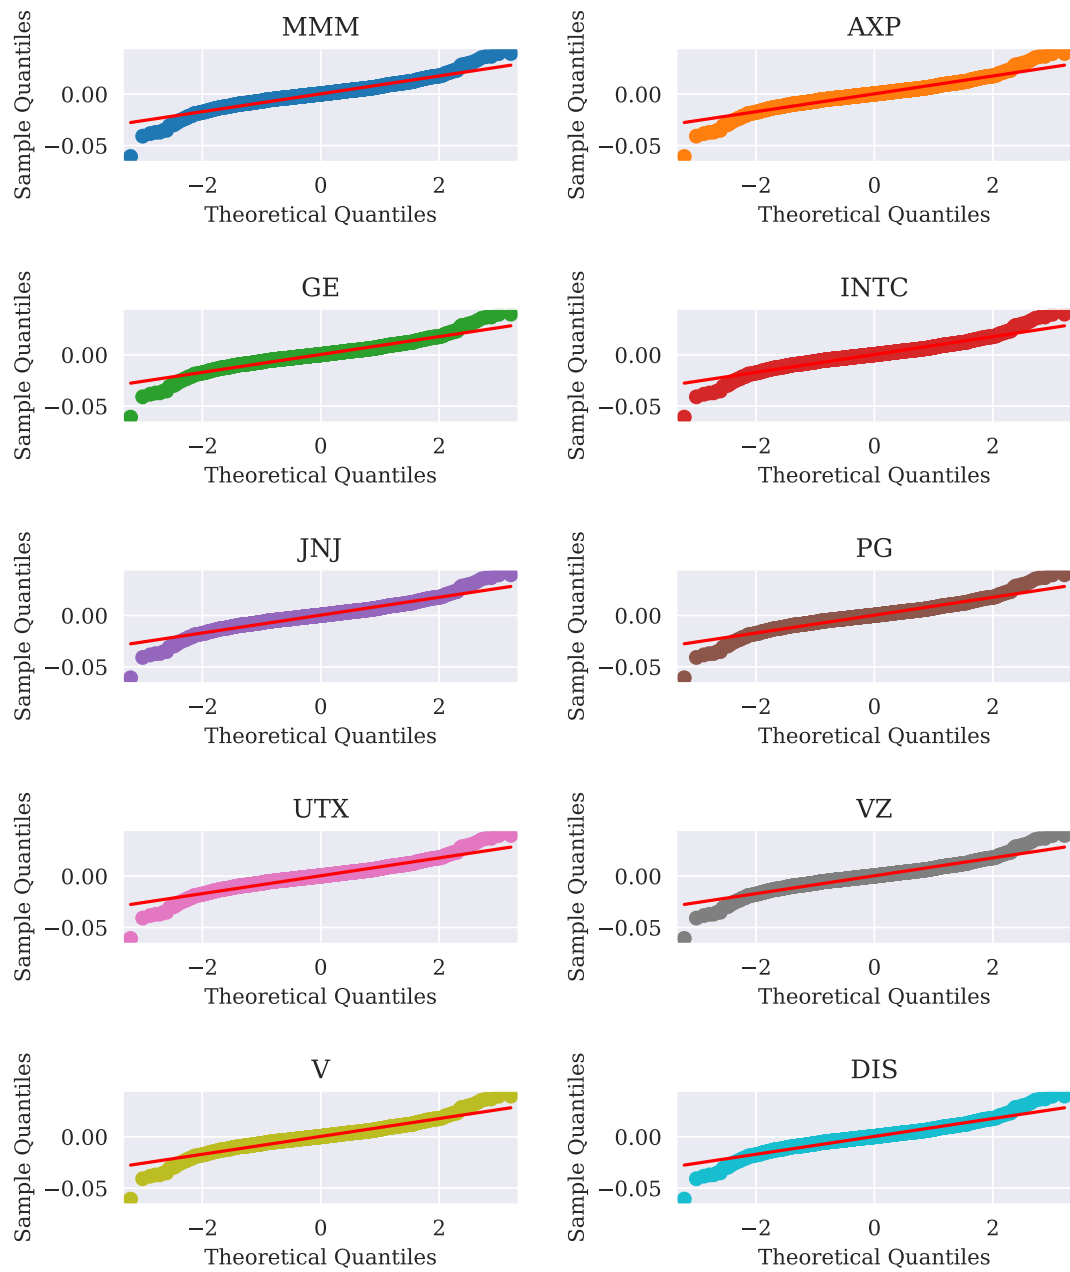 MMM
AXP
Sample Quantiles
0.00
−0.05
−2 0 2
Theoretical Quantiles
Sample Quantiles
0.00
−0.05
−2 0 2
Theoretical Quantiles
GE
INTC
Sample Quantiles
0.00
−0.05
−2 0 2
Theoretical Quantiles
Sample Quantiles
0.00
−0.05
−2 0 2
Theoretical Quantiles
JNJ
PG
Sample Quantiles
0.00
−0.05
−2 0 2
Theoretical Quantiles
Sample Quantiles
0.00
−0.05
−2 0 2
Theoretical Quantiles
UTX
VZ
Sample Quantiles
0.00
−0.05
−2 0 2
Theoretical Quantiles
Sample Quantiles
0.00
−0.05
−2 0 2
Theoretical Quantiles
V
DIS
Sample Quantiles
0.00
−0.05
−2 0 2
Theoretical Quantiles
Sample Quantiles
0.00
−0.05
−2 0 2
Theoretical Quantiles